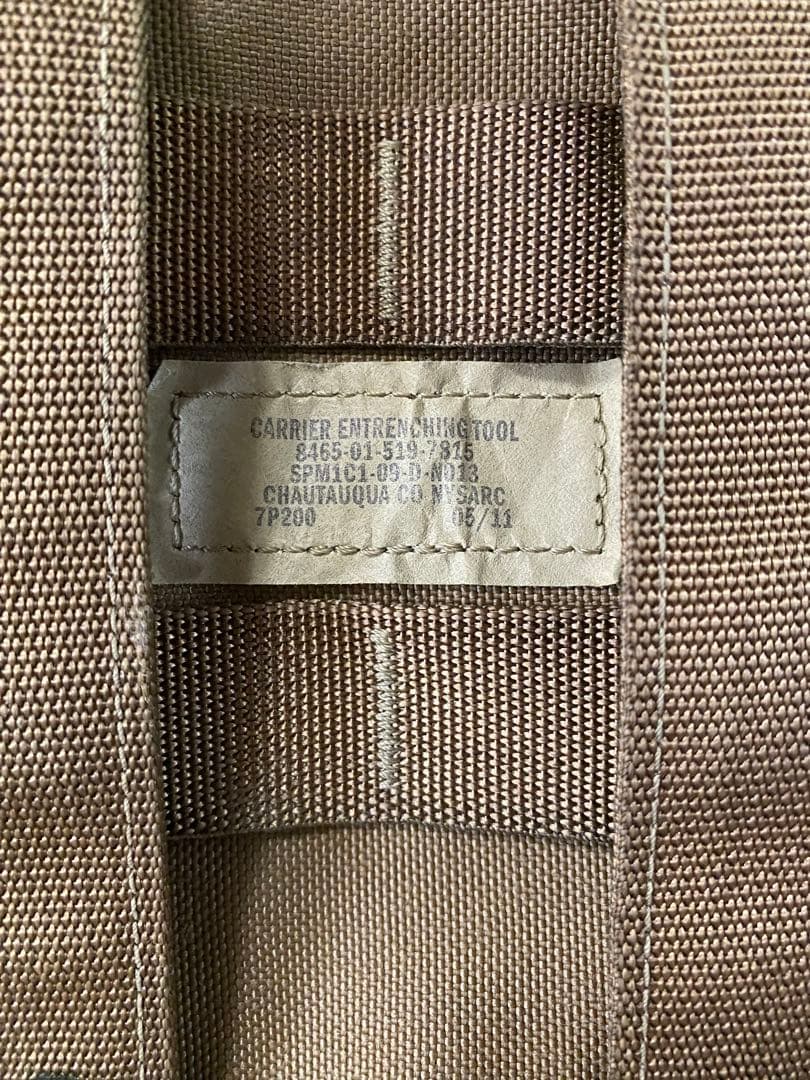 CARRIER ENTRENCHING TOOL
8465-01-519-7815
SPM1C1-09-D-N013
CHAUTAUQUA CO NYSARC
7P200 05/11